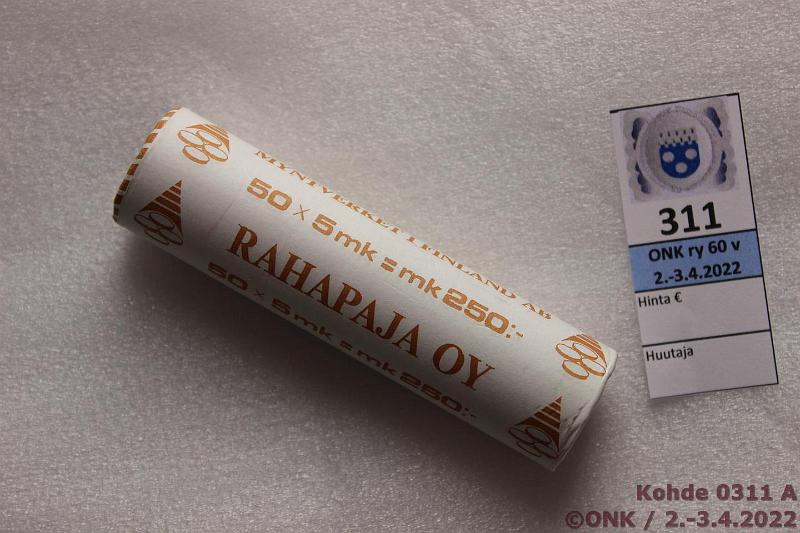 MYNTVERKET I FINLAND AB
50 x 5 mk = mk 250:-
RAHAPAJA OY
50 x 5 mk = mk 250:-
311
ONK ry 60 v
2.-3.4.2022
Hinta €
Huutaja
Kohde 0311 A
©ONK / 2.-3.4.2022